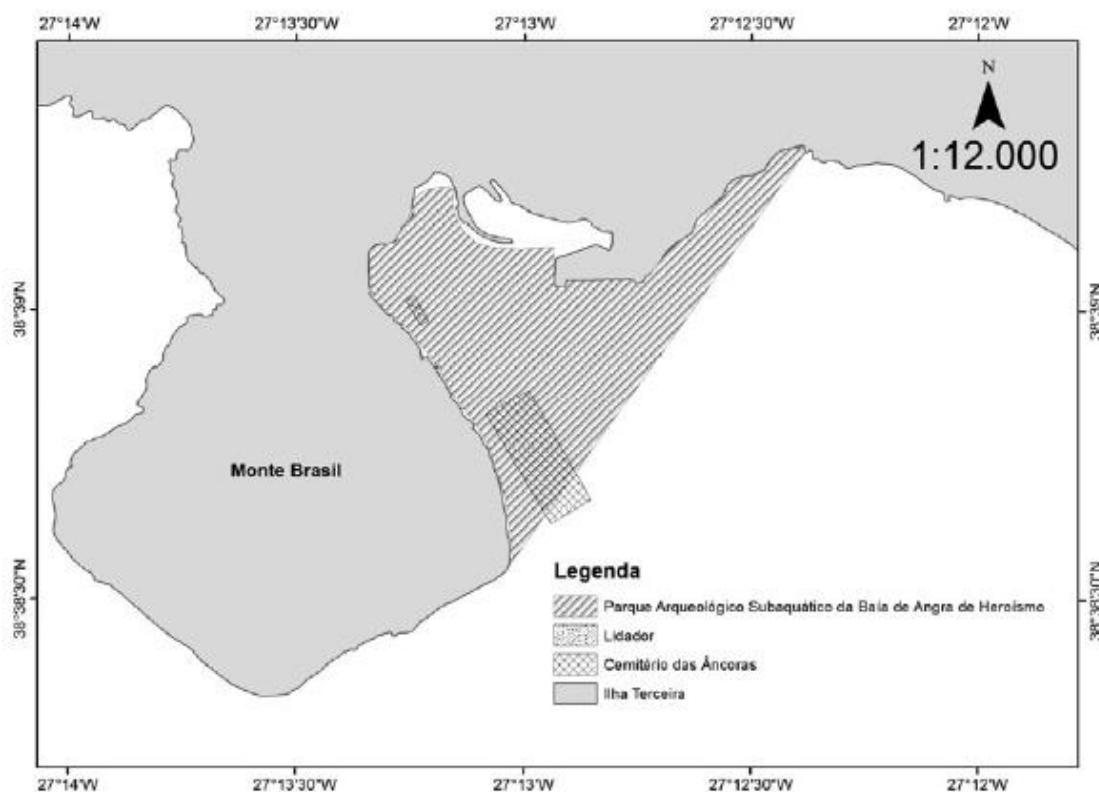 27°14'W 27°13'30"W 27°13'W 27°12'30"W 27°12'W
N
1:12.000
38°39'N 38°39'N
Monte Brasil
Legenda
Parque Arqueológico Subaquático da Baía de Angra de Heroísmo
Lidador
Cemitério das Âncoras
Ilha Terceira
38°38'30"N 38°38'30"N
27°14'W 27°13'30"W 27°13'W 27°12'30"W 27°12'W